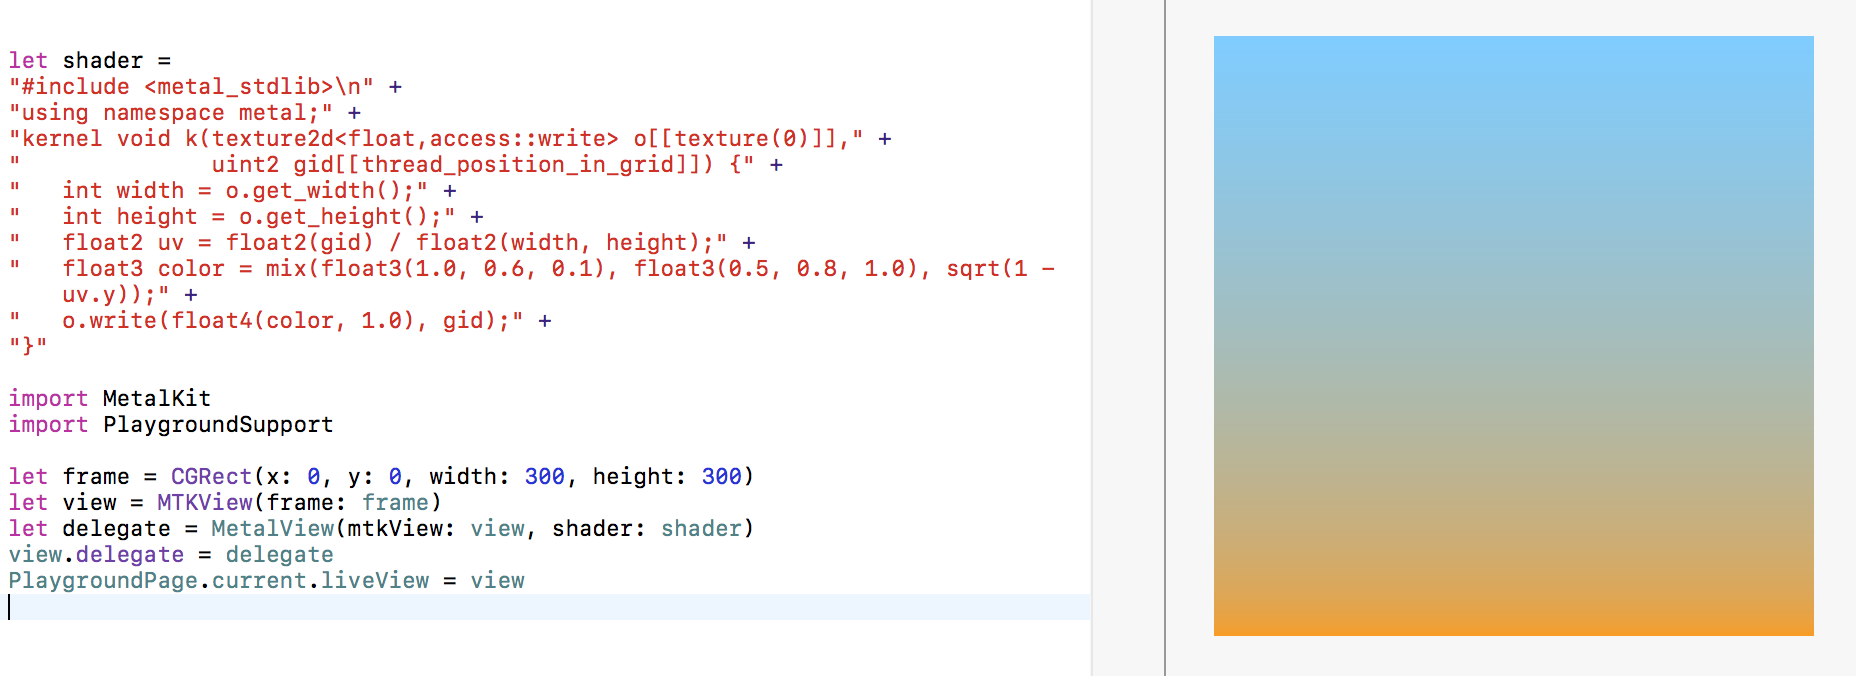 let shader =
"#include <metal_stdlib>\n" +
"using namespace metal;" +
"kernel void k(texture2d<float,access::write> o[[texture(0)]]," +
"              uint2 gid[[thread_position_in_grid]]) {" +
"   int width = o.get_width();" +
"   int height = o.get_height();" +
"   float2 uv = float2(gid) / float2(width, height);" +
"   float3 color = mix(float3(1.0, 0.6, 0.1), float3(0.5, 0.8, 1.0), sqrt(1 -
    uv.y));" +
"   o.write(float4(color, 1.0), gid);" +
"}"
import MetalKit
import PlaygroundSupport
let frame = CGRect(x: 0, y: 0, width: 300, height: 300)
let view = MTKView(frame: frame)
let delegate = MetalView(mtkView: view, shader: shader)
view.delegate = delegate
PlaygroundPage.current.liveView = view